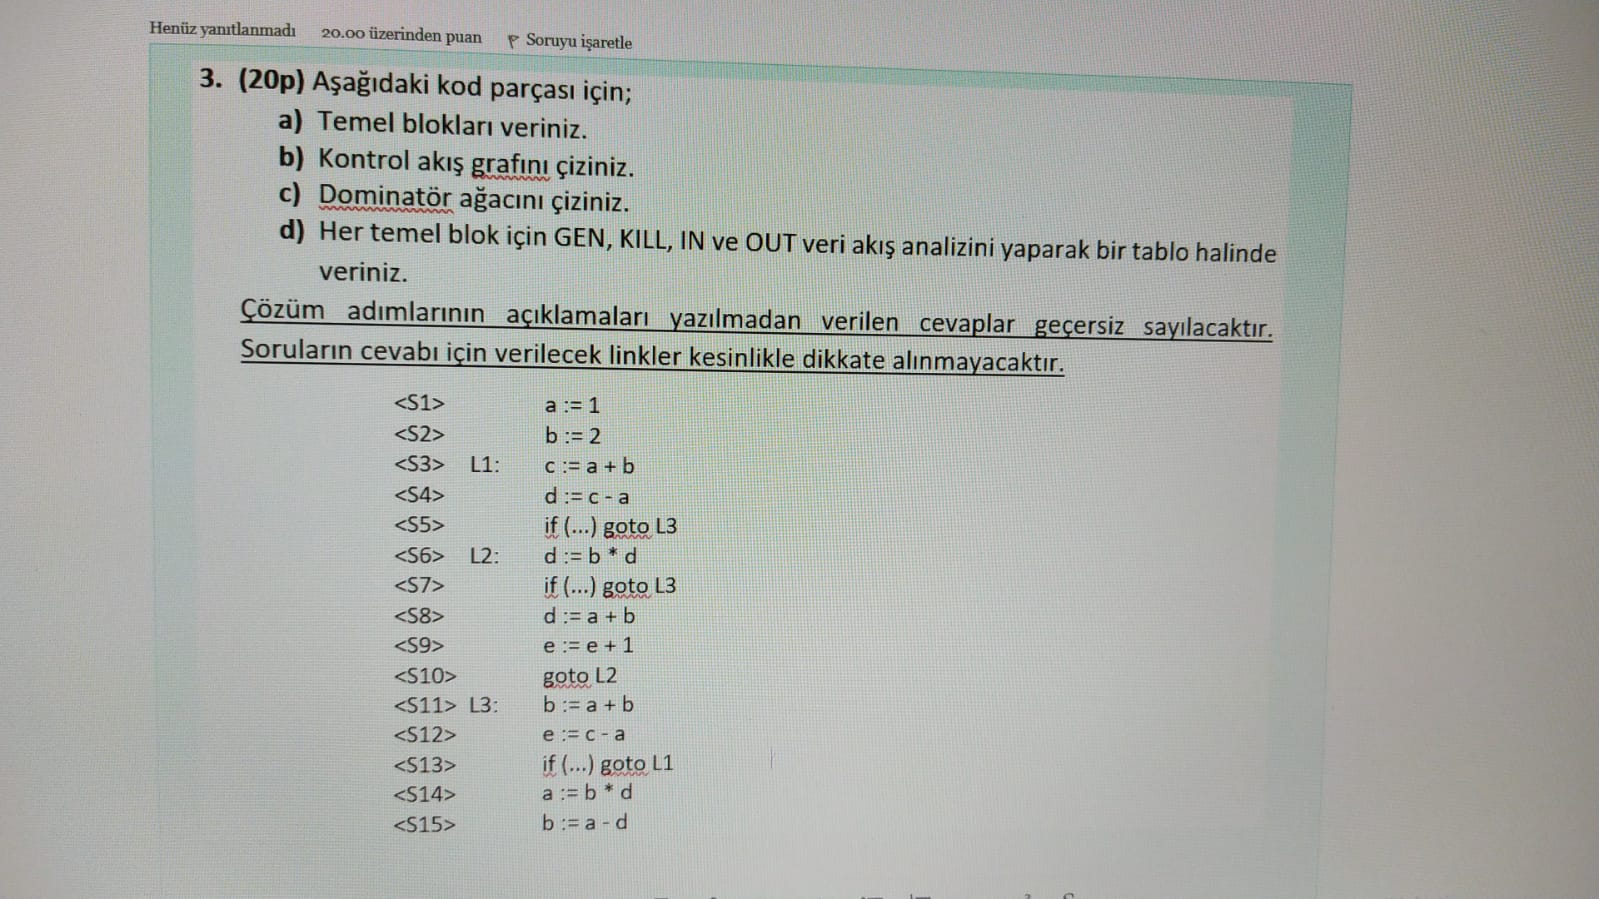 Henüz yanıtlanmadı 20.00 üzerinden puan Soruyu işaretle
3. (20p) Aşağıdaki kod parçası için;
a) Temel blokları veriniz.
b) Kontrol akış grafını çiziniz.
c) Dominatör ağacını çiziniz.
d) Her temel blok için GEN, KILL, IN ve OUT veri akış analizini yaparak bir tablo halinde
veriniz.
Çözüm adımlarının açıklamaları yazılmadan verilen cevaplar geçersiz sayılacaktır.
Soruların cevabı için verilecek linkler kesinlikle dikkate alınmayacaktır.
<S1> a := 1
<S2> b := 2
<S3> L1: c := a + b
<S4> d := c - a
<S5> if (...) goto L3
<S6> L2: d := b * d
<S7> if (...) goto L3
<S8> d := a + b
<S9> e := e + 1
<S10> goto L2
<S11> L3: b := a + b
<S12> e := c - a
<S13> if (...) goto L1
<S14> a := b * d
<S15> b := a - d